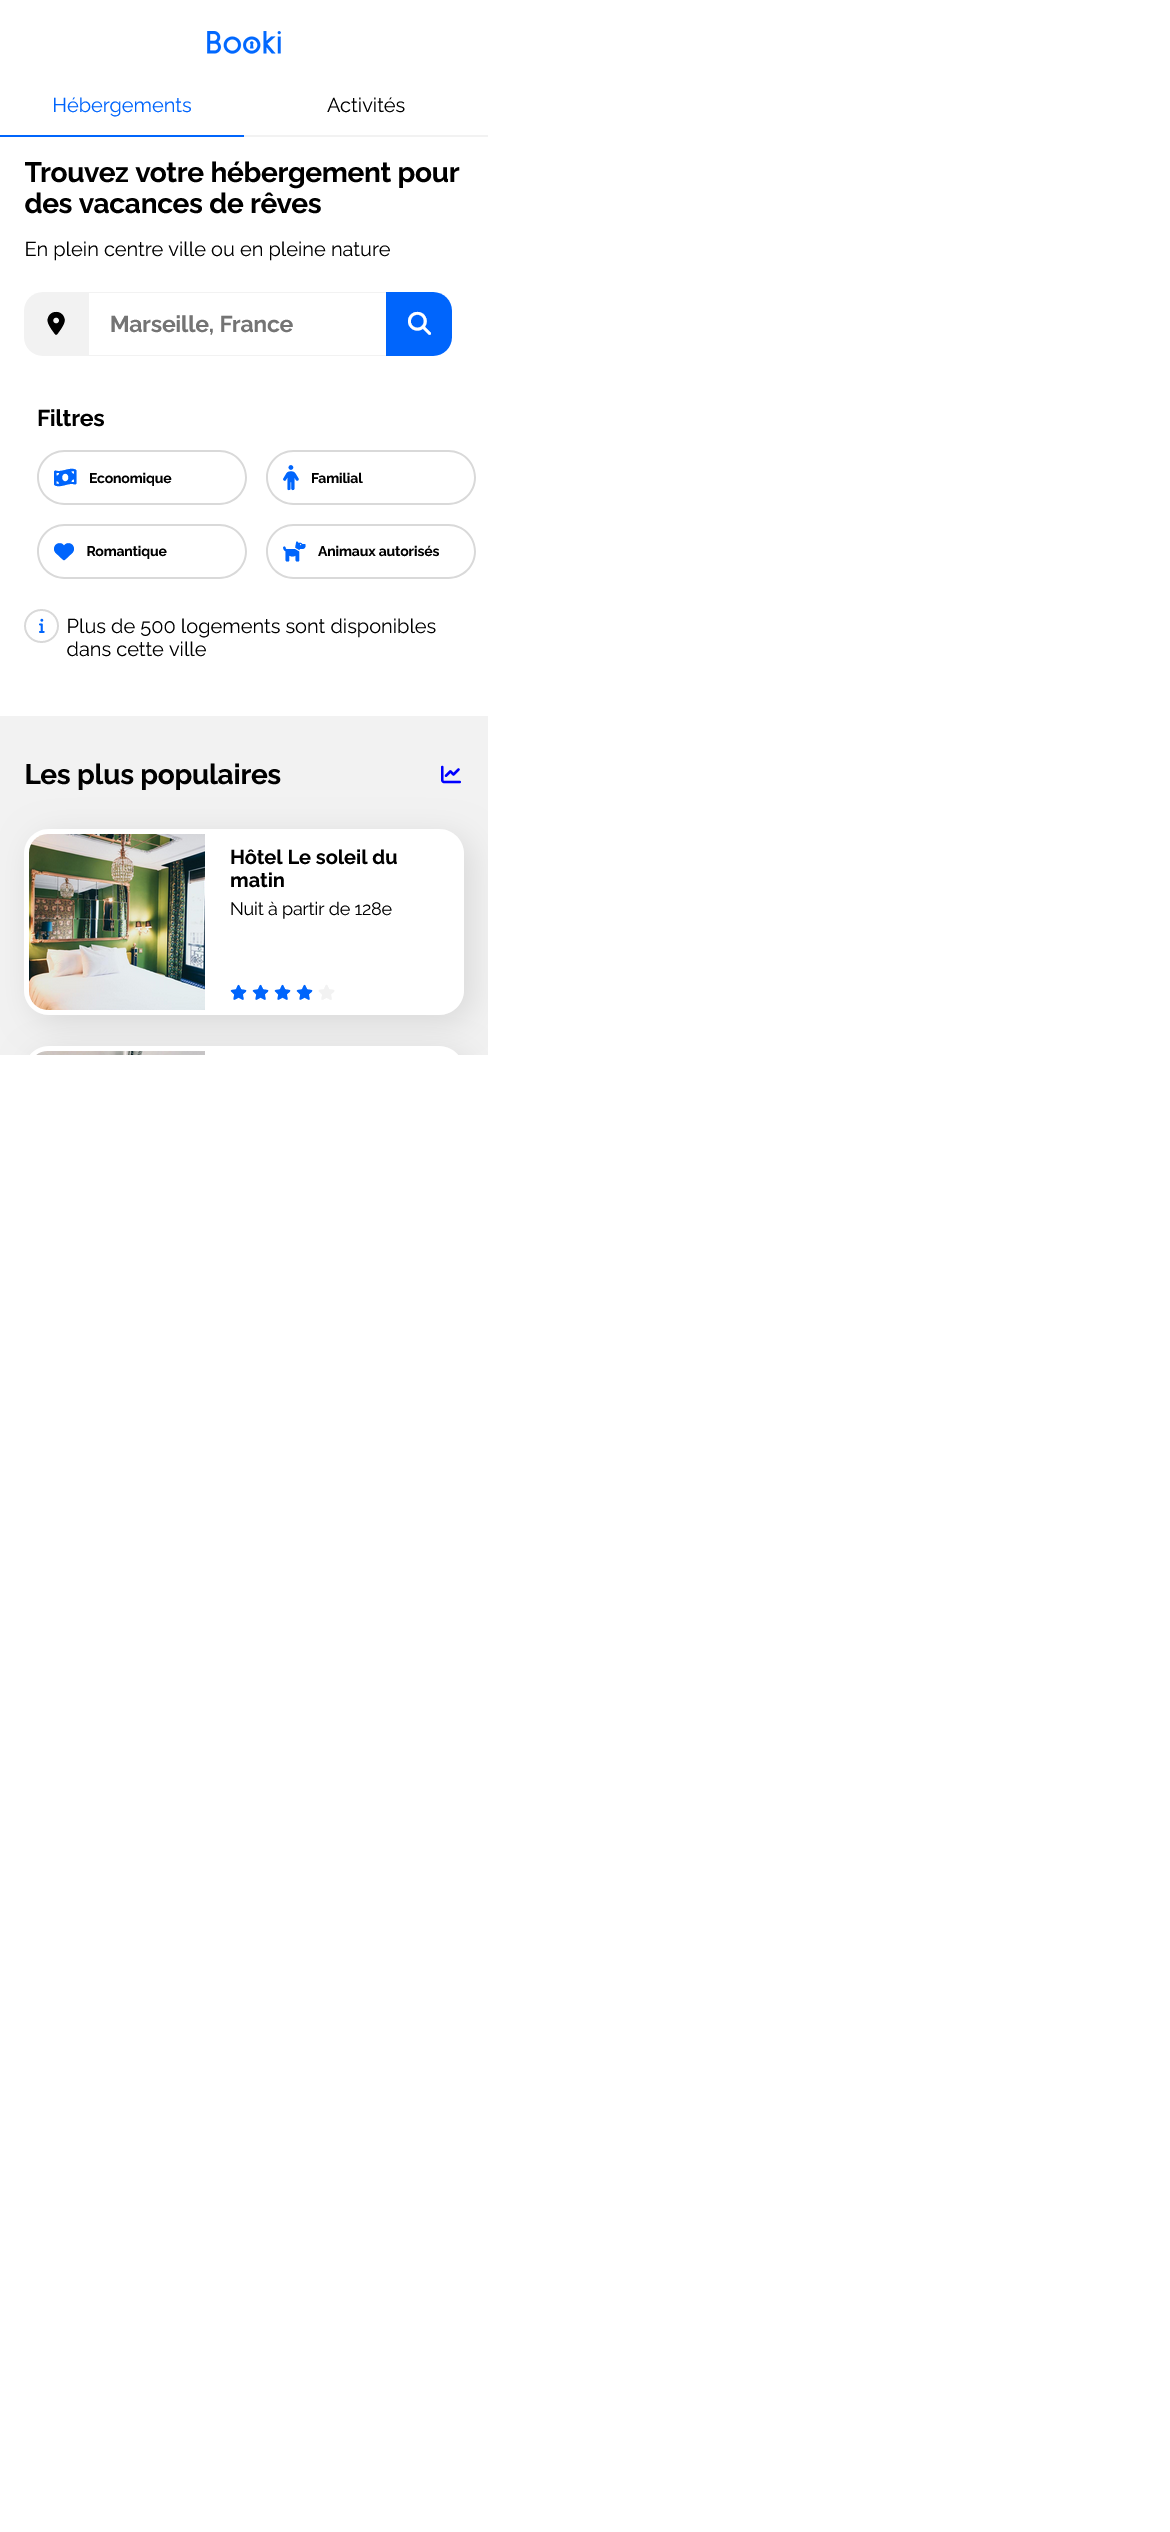 Booki
Hébergements
Activités
Trouvez votre hébergement pour
des vacances de rêves
En plein centre ville ou en pleine nature
Marseille, France
Filtres
Economique
Familial
Romantique
Animaux autorisés
Plus de 500 logements sont disponibles
dans cette ville
Les plus populaires
Hôtel Le soleil du
matin
Nuit à partir de 128e